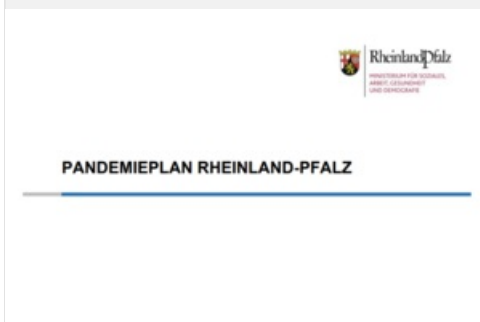 RheinlandPfalz
MINISTERIUM FÜR SOZIALES,
ARBEIT, GESUNDHEIT
UND DEMOGRAFIE
PANDEMIEPLAN RHEINLAND-PFALZ